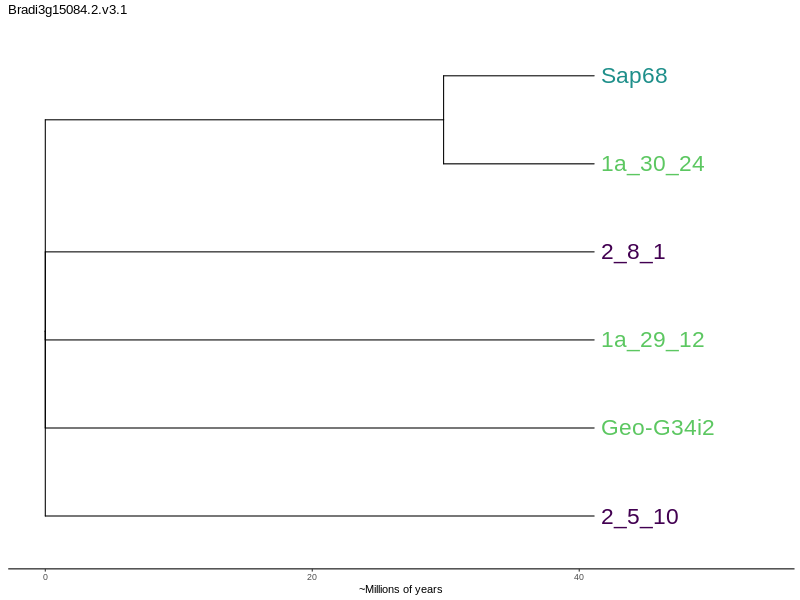 Bradi3g15084.2.v3.1
Sap68
1a_30_24
2_8_1
1a_29_12
Geo-G34i2
2_5_10
0 20 40
~Millions of years